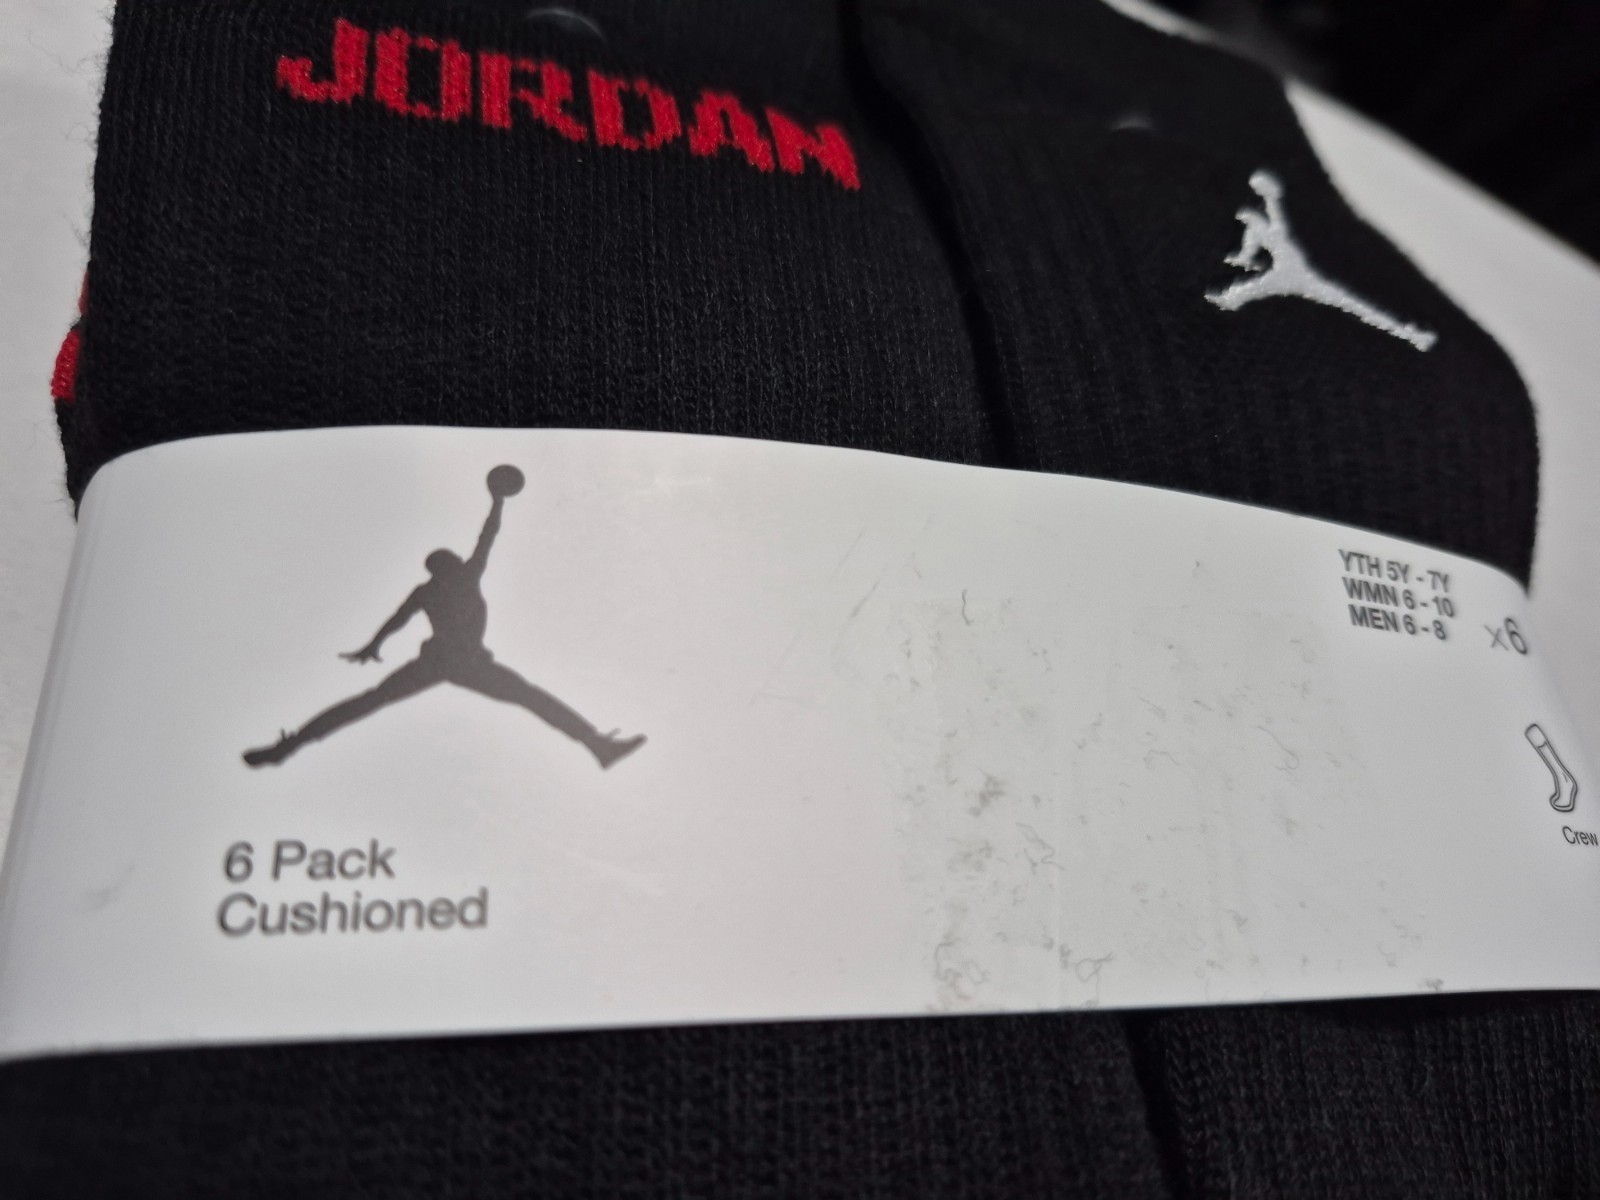 JORDAN
YTH 5Y - 7Y
WMN 6 - 10
MEN 6 - 8
x6
Crew
6 Pack
Cushioned